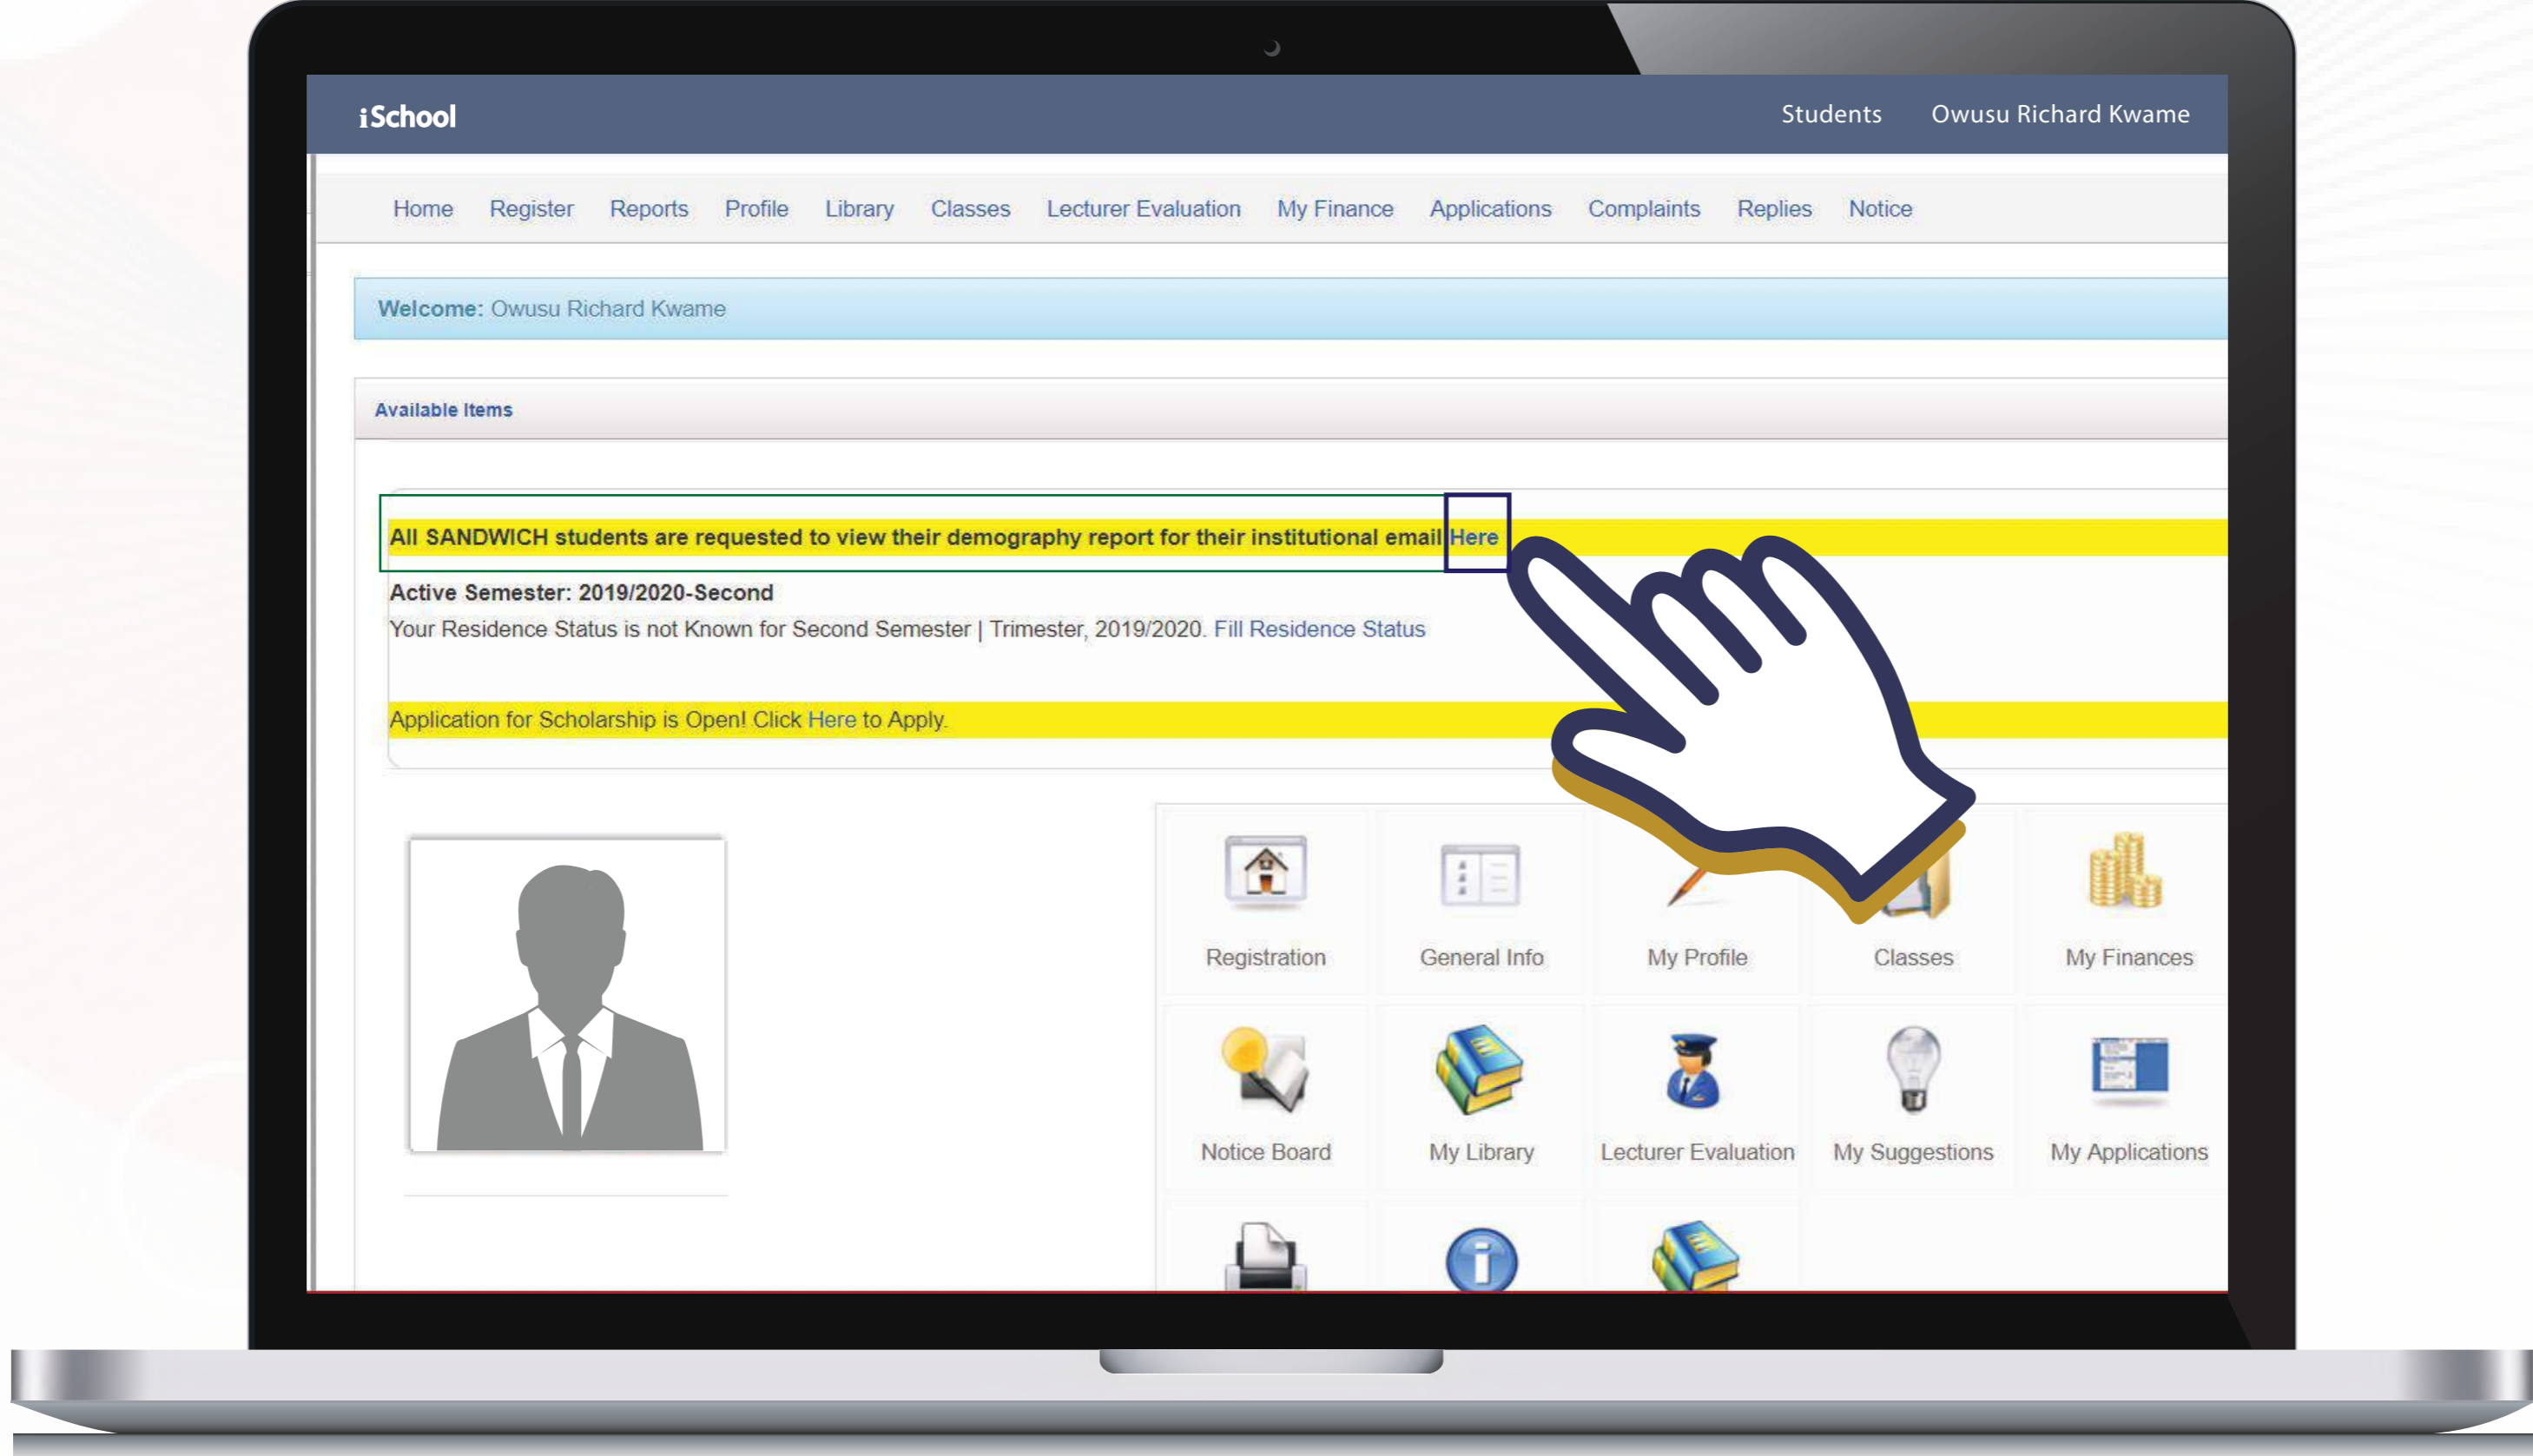 iSchool
Students Owusu Richard Kwame
Home Register Reports Profile Library Classes Lecturer Evaluation My Finance Applications Complaints Replies Notice
Welcome: Owusu Richard Kwame
Available Items
All SANDWICH students are requested to view their demography report for their institutional email Here
Active Semester: 2019/2020-Second
Your Residence Status is not Known for Second Semester | Trimester, 2019/2020. Fill Residence Status
Application for Scholarship is Open! Click Here to Apply.
Registration General Info My Profile Classes My Finances
Notice Board My Library Lecturer Evaluation My Suggestions My Applications